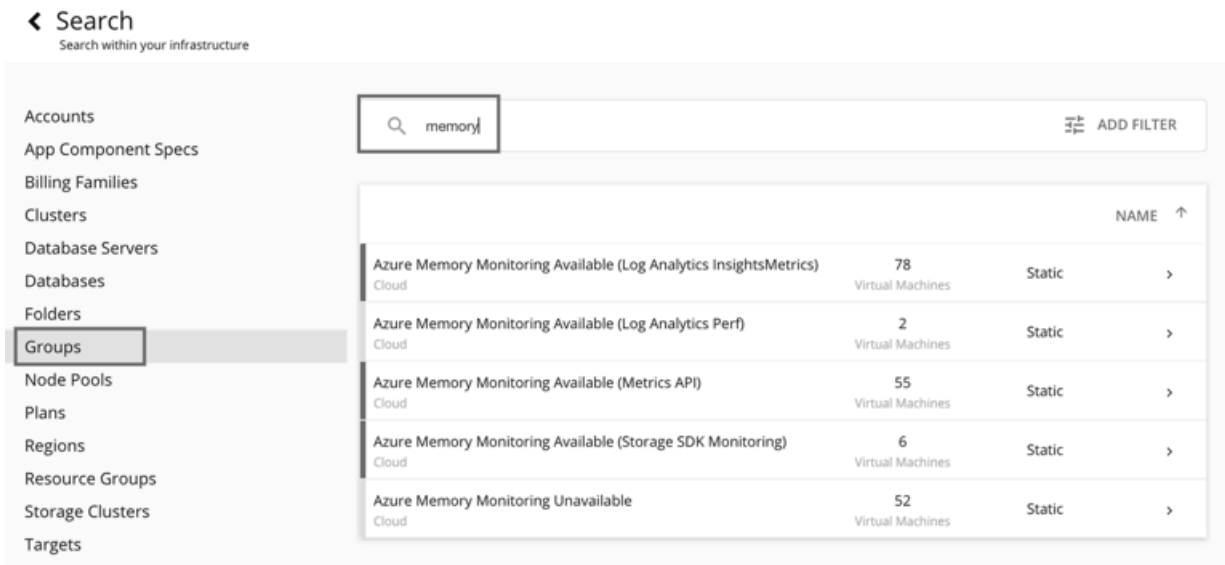 Search
Search within your infrastructure
Accounts
App Component Specs
Billing Families
Clusters
Database Servers
Databases
Folders
Groups
Node Pools
Plans
Regions
Resource Groups
Storage Clusters
Targets
memory
ADD FILTER
NAME
Azure Memory Monitoring Available (Log Analytics InsightsMetrics) 78 Static
Cloud Virtual Machines
Azure Memory Monitoring Available (Log Analytics Perf) 2 Static
Cloud Virtual Machines
Azure Memory Monitoring Available (Metrics API) 55 Static
Cloud Virtual Machines
Azure Memory Monitoring Available (Storage SDK Monitoring) 6 Static
Cloud Virtual Machines
Azure Memory Monitoring Unavailable 52 Static
Cloud Virtual Machines